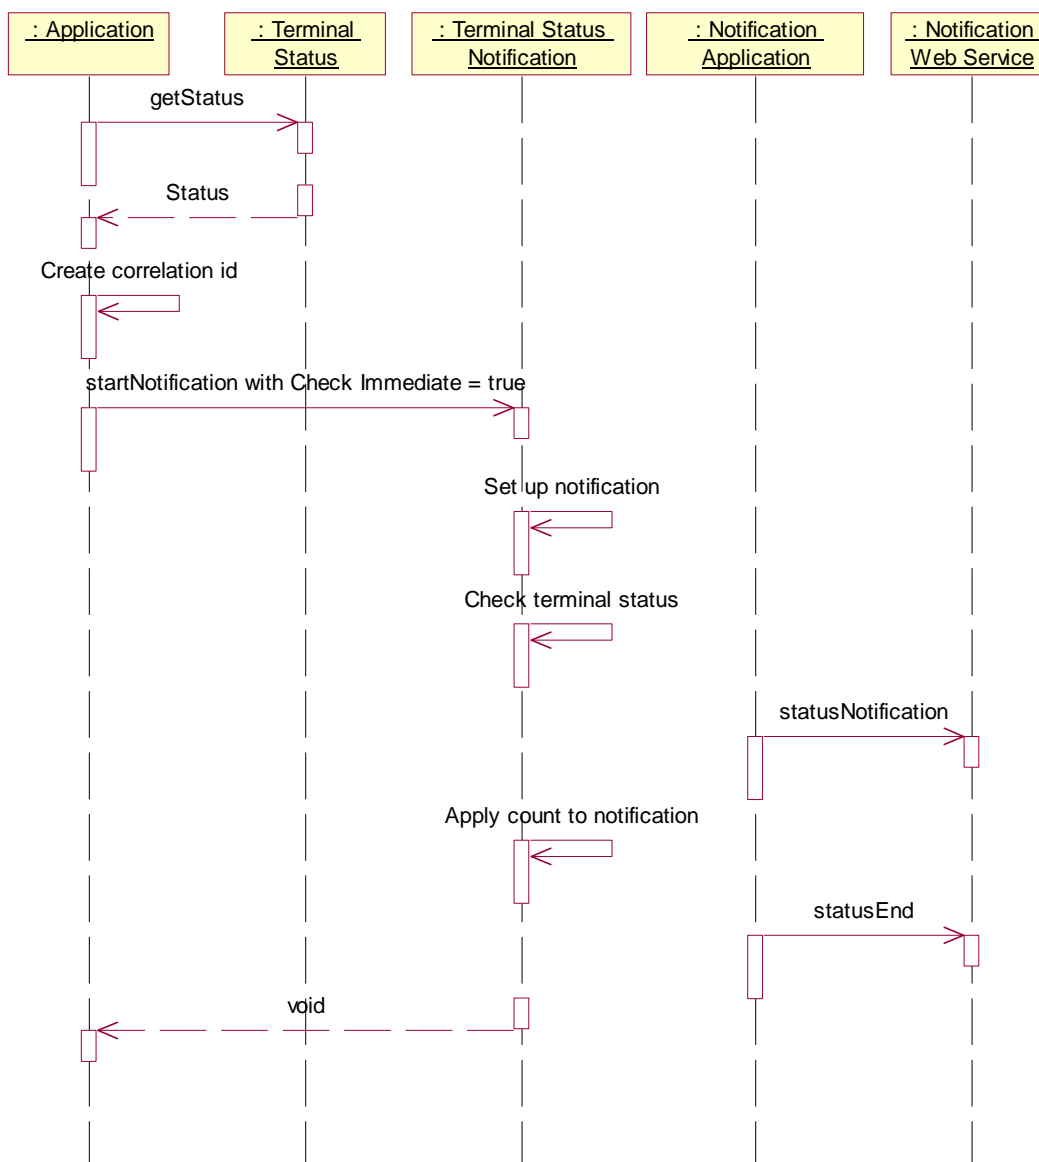 : Application
: Terminal
Status
: Terminal Status
Notification
: Notification
Application
: Notification
Web Service
getStatus
Status
Create correlation id
startNotification with Check Immediate = true
Set up notification
Check terminal status
statusNotification
Apply count to notification
statusEnd
void